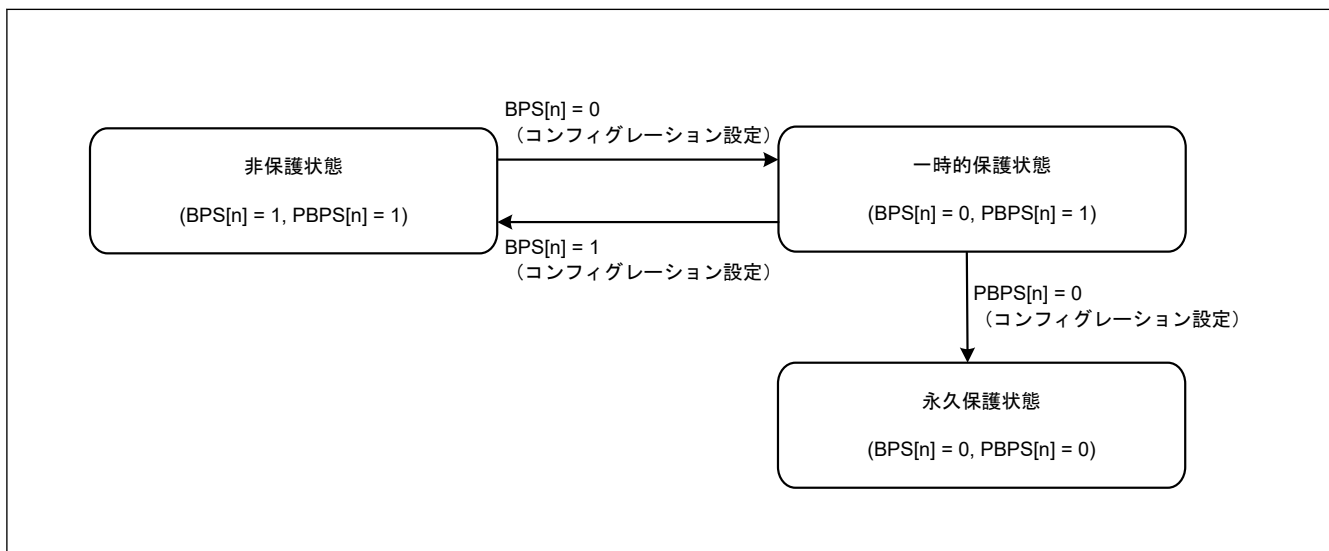 BPS[n] = 0
（コンフィグレーション設定）
非保護状態
(BPS[n] = 1, PBPS[n] = 1)
一時的保護状態
(BPS[n] = 0, PBPS[n] = 1)
BPS[n] = 1
（コンフィグレーション設定）
PBPS[n] = 0
（コンフィグレーション設定）
永久保護状態
(BPS[n] = 0, PBPS[n] = 0)